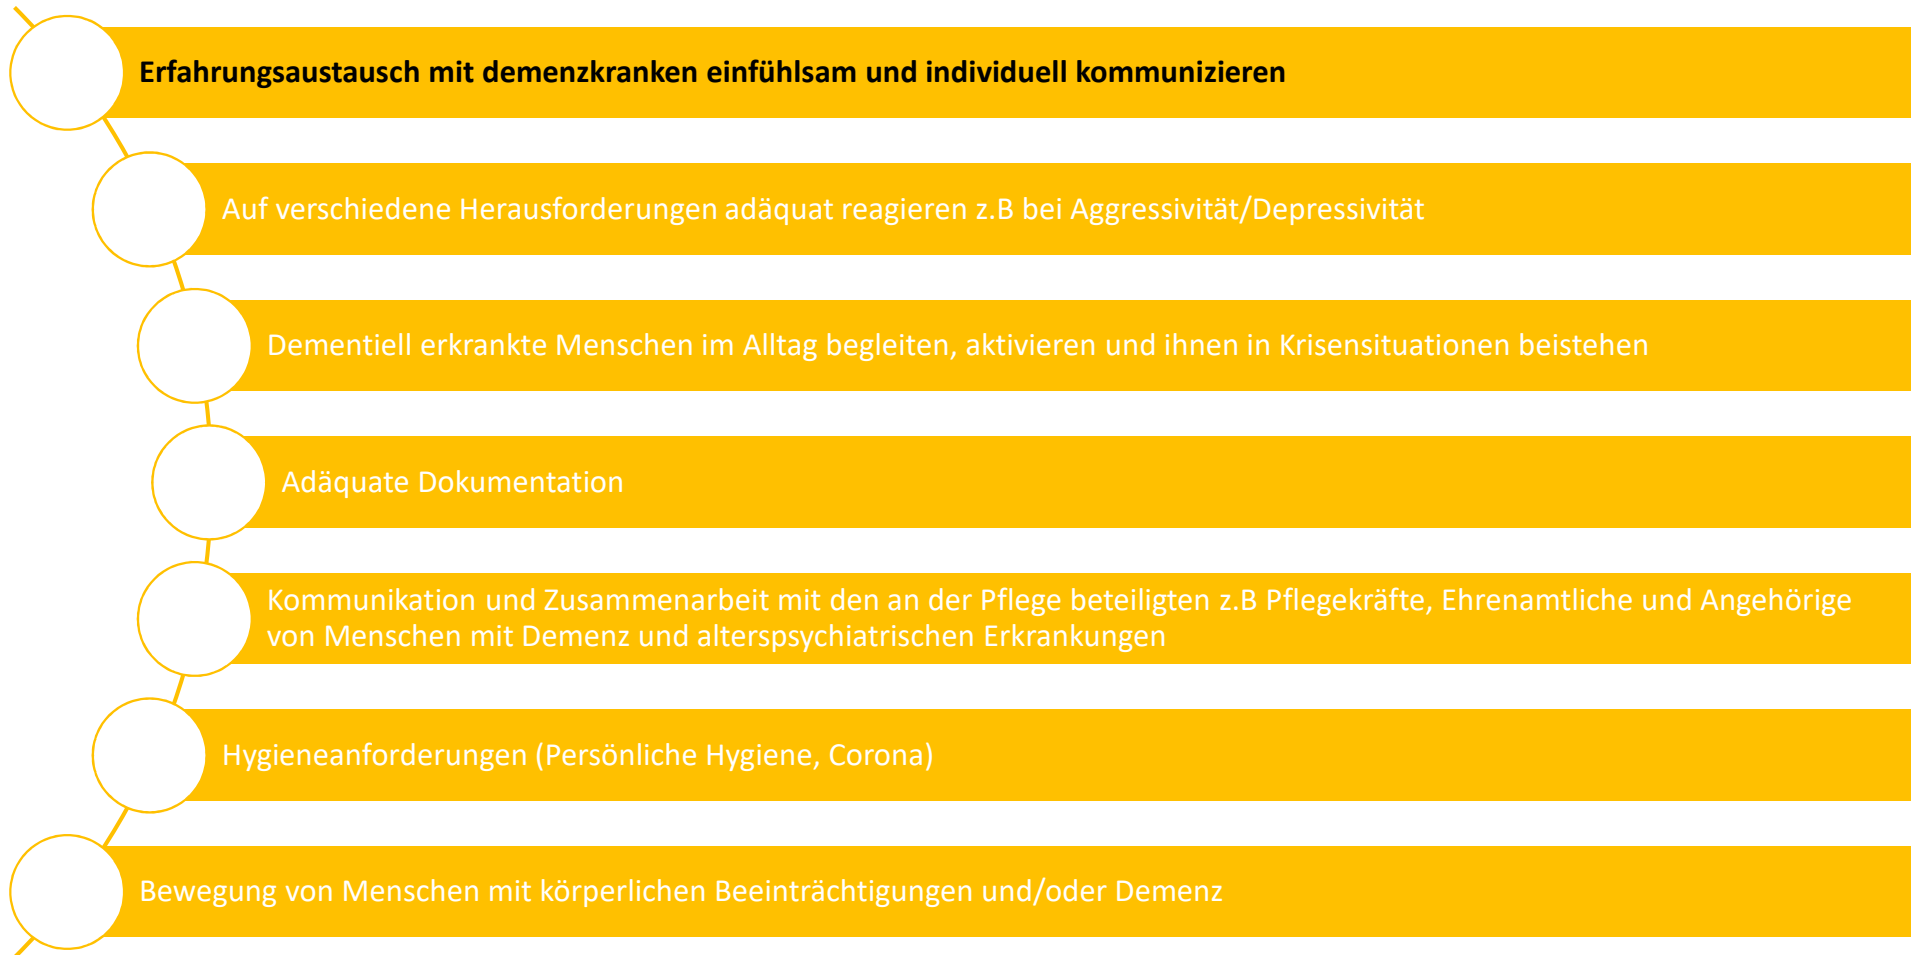 Erfahrungsaustausch mit demenzkranken einfühlsam und individuell kommunizieren
Auf verschiedene Herausforderungen adäquat reagieren z.B bei Aggressivität/Depressivität
Dementiell erkrankte Menschen im Alltag begleiten, aktivieren und ihnen in Krisensituationen beistehen
Adäquate Dokumentation
Kommunikation und Zusammenarbeit mit den an der Pflege beteiligten z.B Pflegekräfte, Ehrenamtliche und Angehörige
von Menschen mit Demenz und alterspsychiatrischen Erkrankungen
Hygieneanforderungen (Persönliche Hygiene, Corona)
Bewegung von Menschen mit körperlichen Beeinträchtigungen und/oder Demenz